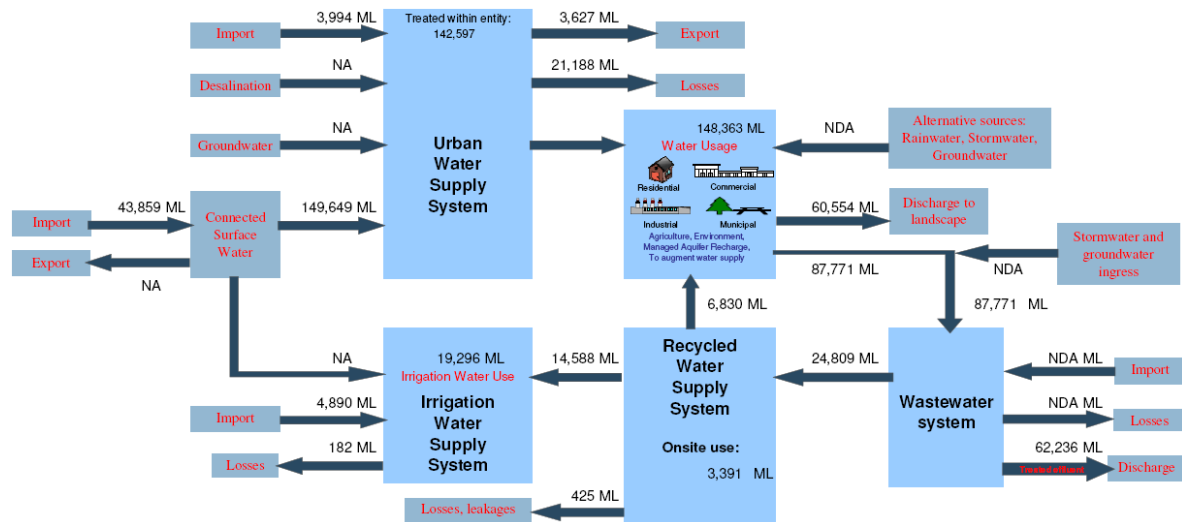 3,994 ML
Import
Treated within entity:
142,597
3,627 ML
Export
NA
Desalination
21,188 ML
Losses
NA
Groundwater
Urban
Water
Supply
System
148,363 ML
Water Usage
Residential
Commercial
Industrial
Municipal
Agriculture, Environment,
Managed Aquifer Recharge,
To augment water supply
NDA
Alternative sources:
Rainwater, Stormwater,
Groundwater
43,859 ML
Import
Connected
Surface
Water
149,649 ML
Export
NA
60,554 ML
Discharge to
landscape
87,771 ML
NDA
Stormwater and
groundwater
ingress
87,771 ML
6,830 ML
NA
19,296 ML
Irrigation Water Use
Irrigation
Water
Supply
System
4,890 ML
Import
182 ML
Losses
14,588 ML
Recycled
Water
Supply
System
Onsite use:
3,391 ML
425 ML
Losses, leakages
24,809 ML
Wastewater
system
NDA ML
Import
NDA ML
Losses
62,236 ML
Treated effluent
Discharge